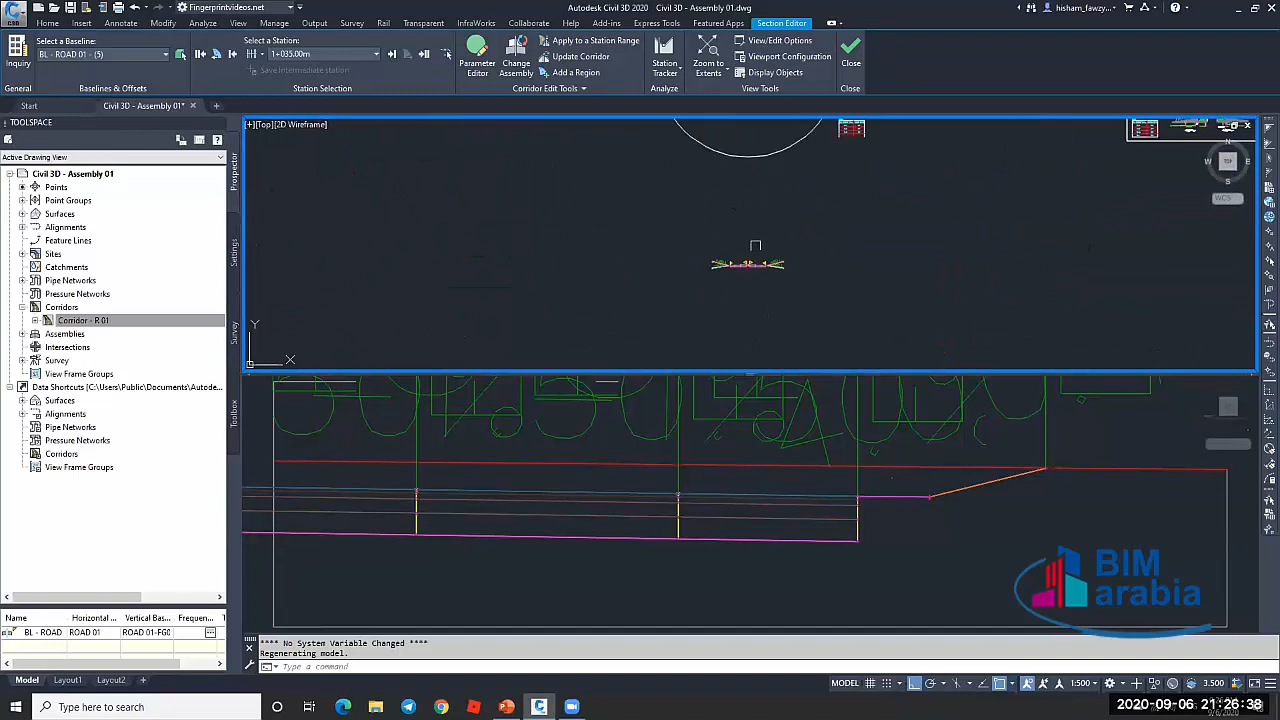 C3D
Fingerprintvideos.net
Autodesk Civil 3D 2020
Civil 3D - Assembly 01.dwg
hisham_fawzy...
Home Insert Annotate Modify Analyze View Manage Output Survey Rail Transparent InfraWorks Collaborate Help Add-ins Express Tools Featured Apps Section Editor
Inquiry
Select a Baseline:
BL - ROAD 01 - (5)
Select a Station:
1+035.00m
Save Intermediate station
Parameter Editor
Change Assembly
Apply to a Station Range
Update Corridor
Add a Region
Station Tracker
Zoom to Extents
View/Edit Options
Viewport Configuration
Display Objects
Close
General Baselines & Offsets Station Selection Corridor Edit Tools Analyze View Tools Close
Start Civil 3D - Assembly 01*
TOOLSPACE
Active Drawing View
Civil 3D - Assembly 01
Points
Point Groups
Surfaces
Alignments
Feature Lines
Sites
Catchments
Pipe Networks
Pressure Networks
Corridors
Corridor - R 01
Assemblies
Intersections
Survey
View Frame Groups
Data Shortcuts [C:\Users\Public\Documents\Autode...
Surfaces
Alignments
Pipe Networks
Pressure Networks
Corridors
View Frame Groups
Prospector
Settings
Survey
Toolbox
Name Horizontal ... Vertical Bas... Frequen... T
BL - ROAD ROAD 01 ROAD 01-FG0
[+][Top][2D Wireframe]
N
W TOP E
S
WCS
Y
X
BIM
arabia
**** No System Variable Changed ****
Regenerating model.
Type a command
Model Layout1 Layout2
MODEL 1:500 3.500
Type here to search
2020-09-06 21:26:38